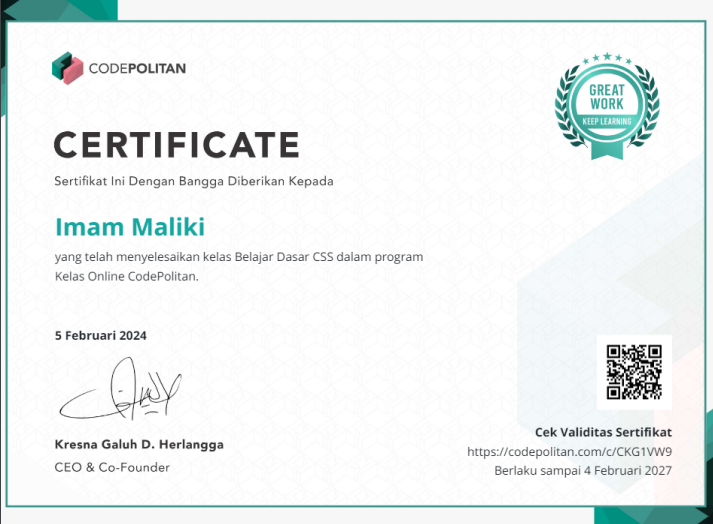 CODEPOLITAN
GREAT
WORK
KEEP LEARNING
CERTIFICATE
Sertifikat Ini Dengan Bangga Diberikan Kepada
Imam Maliki
yang telah menyelesaikan kelas Belajar Dasar CSS dalam program
Kelas Online CodePolitan.
5 Februari 2024
Kresna Galuh D. Herlangga
CEO & Co-Founder
Cek Validitas Sertifikat
https://codepolitan.com/c/CKG1VW9
Berlaku sampai 4 Februari 2027